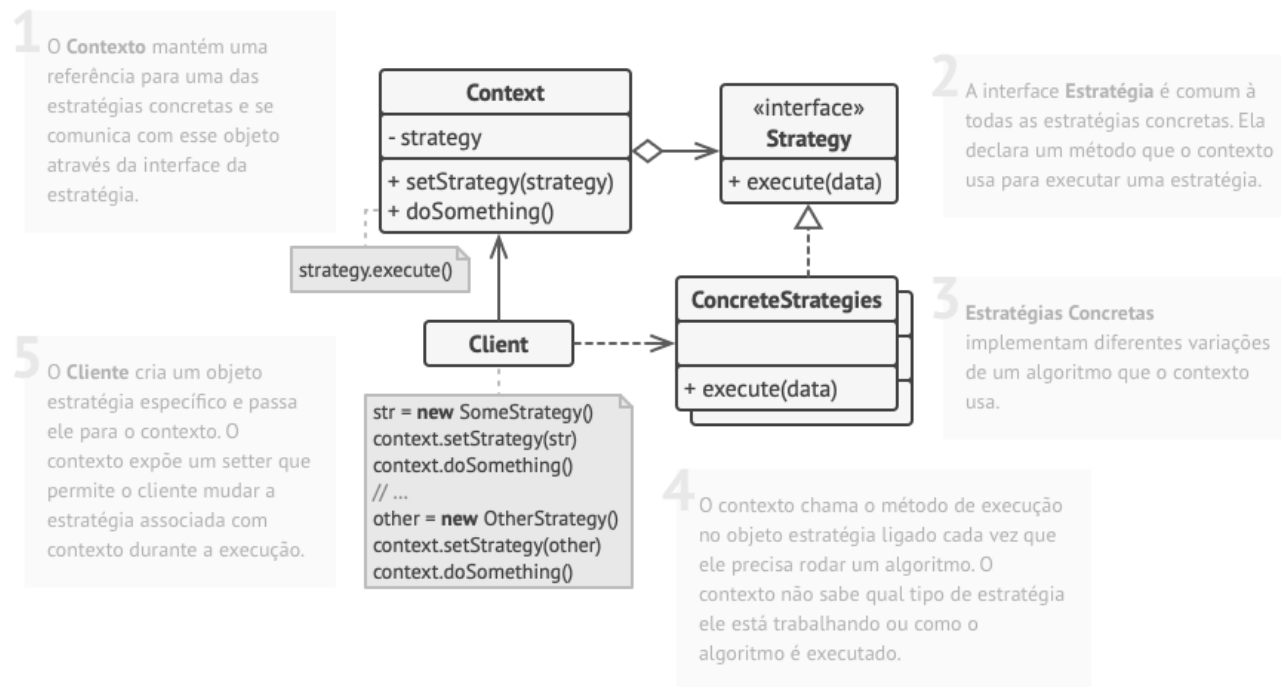 1
O Contexto mantém uma
referência para uma das
estratégias concretas e se
comunica com esse objeto
através da interface da
estratégia.
Context
- strategy
+ setStrategy(strategy)
+ doSomething()
strategy.execute()
«interface»
Strategy
+ execute(data)
2
A interface Estratégia é comum à
todas as estratégias concretas. Ela
declara um método que o contexto
usa para executar uma estratégia.
ConcreteStrategies
+ execute(data)
3
Estratégias Concretas
implementam diferentes variações
de um algoritmo que o contexto
usa.
Client
str = new SomeStrategy()
context.setStrategy(str)
context.doSomething()
// ...
other = new OtherStrategy()
context.setStrategy(other)
context.doSomething()
4
O contexto chama o método de execução
no objeto estratégia ligado cada vez que
ele precisa rodar um algoritmo. O
contexto não sabe qual tipo de estratégia
ele está trabalhando ou como o
algoritmo é executado.
5
O Cliente cria um objeto
estratégia específico e passa
ele para o contexto. O
contexto expõe um setter que
permite o cliente mudar a
estratégia associada com
contexto durante a execução.